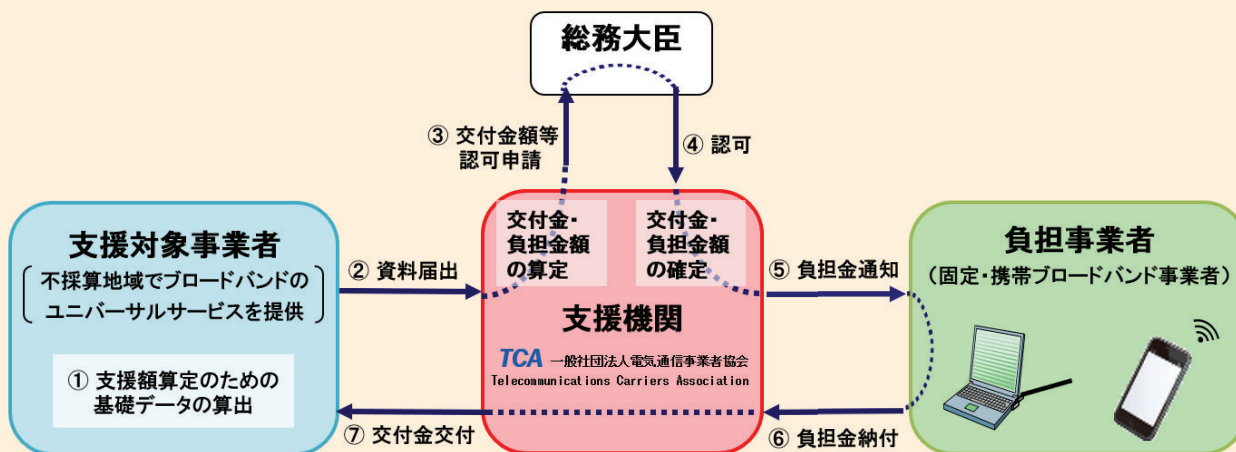 総務大臣
③ 交付金額等
認可申請
④ 認可
支援対象事業者
不採算地域でブロードバンドの
ユニバーサルサービスを提供
① 支援額算定のための
基礎データの算出
② 資料届出
交付金・
負担金額
の算定
交付金・
負担金額
の確定
支援機関
TCA 一般社団法人電気通信事業者協会
Telecommunications Carriers Association
⑤ 負担金通知
負担事業者
(固定・携帯ブロードバンド事業者)
⑦ 交付金交付
⑥ 負担金納付